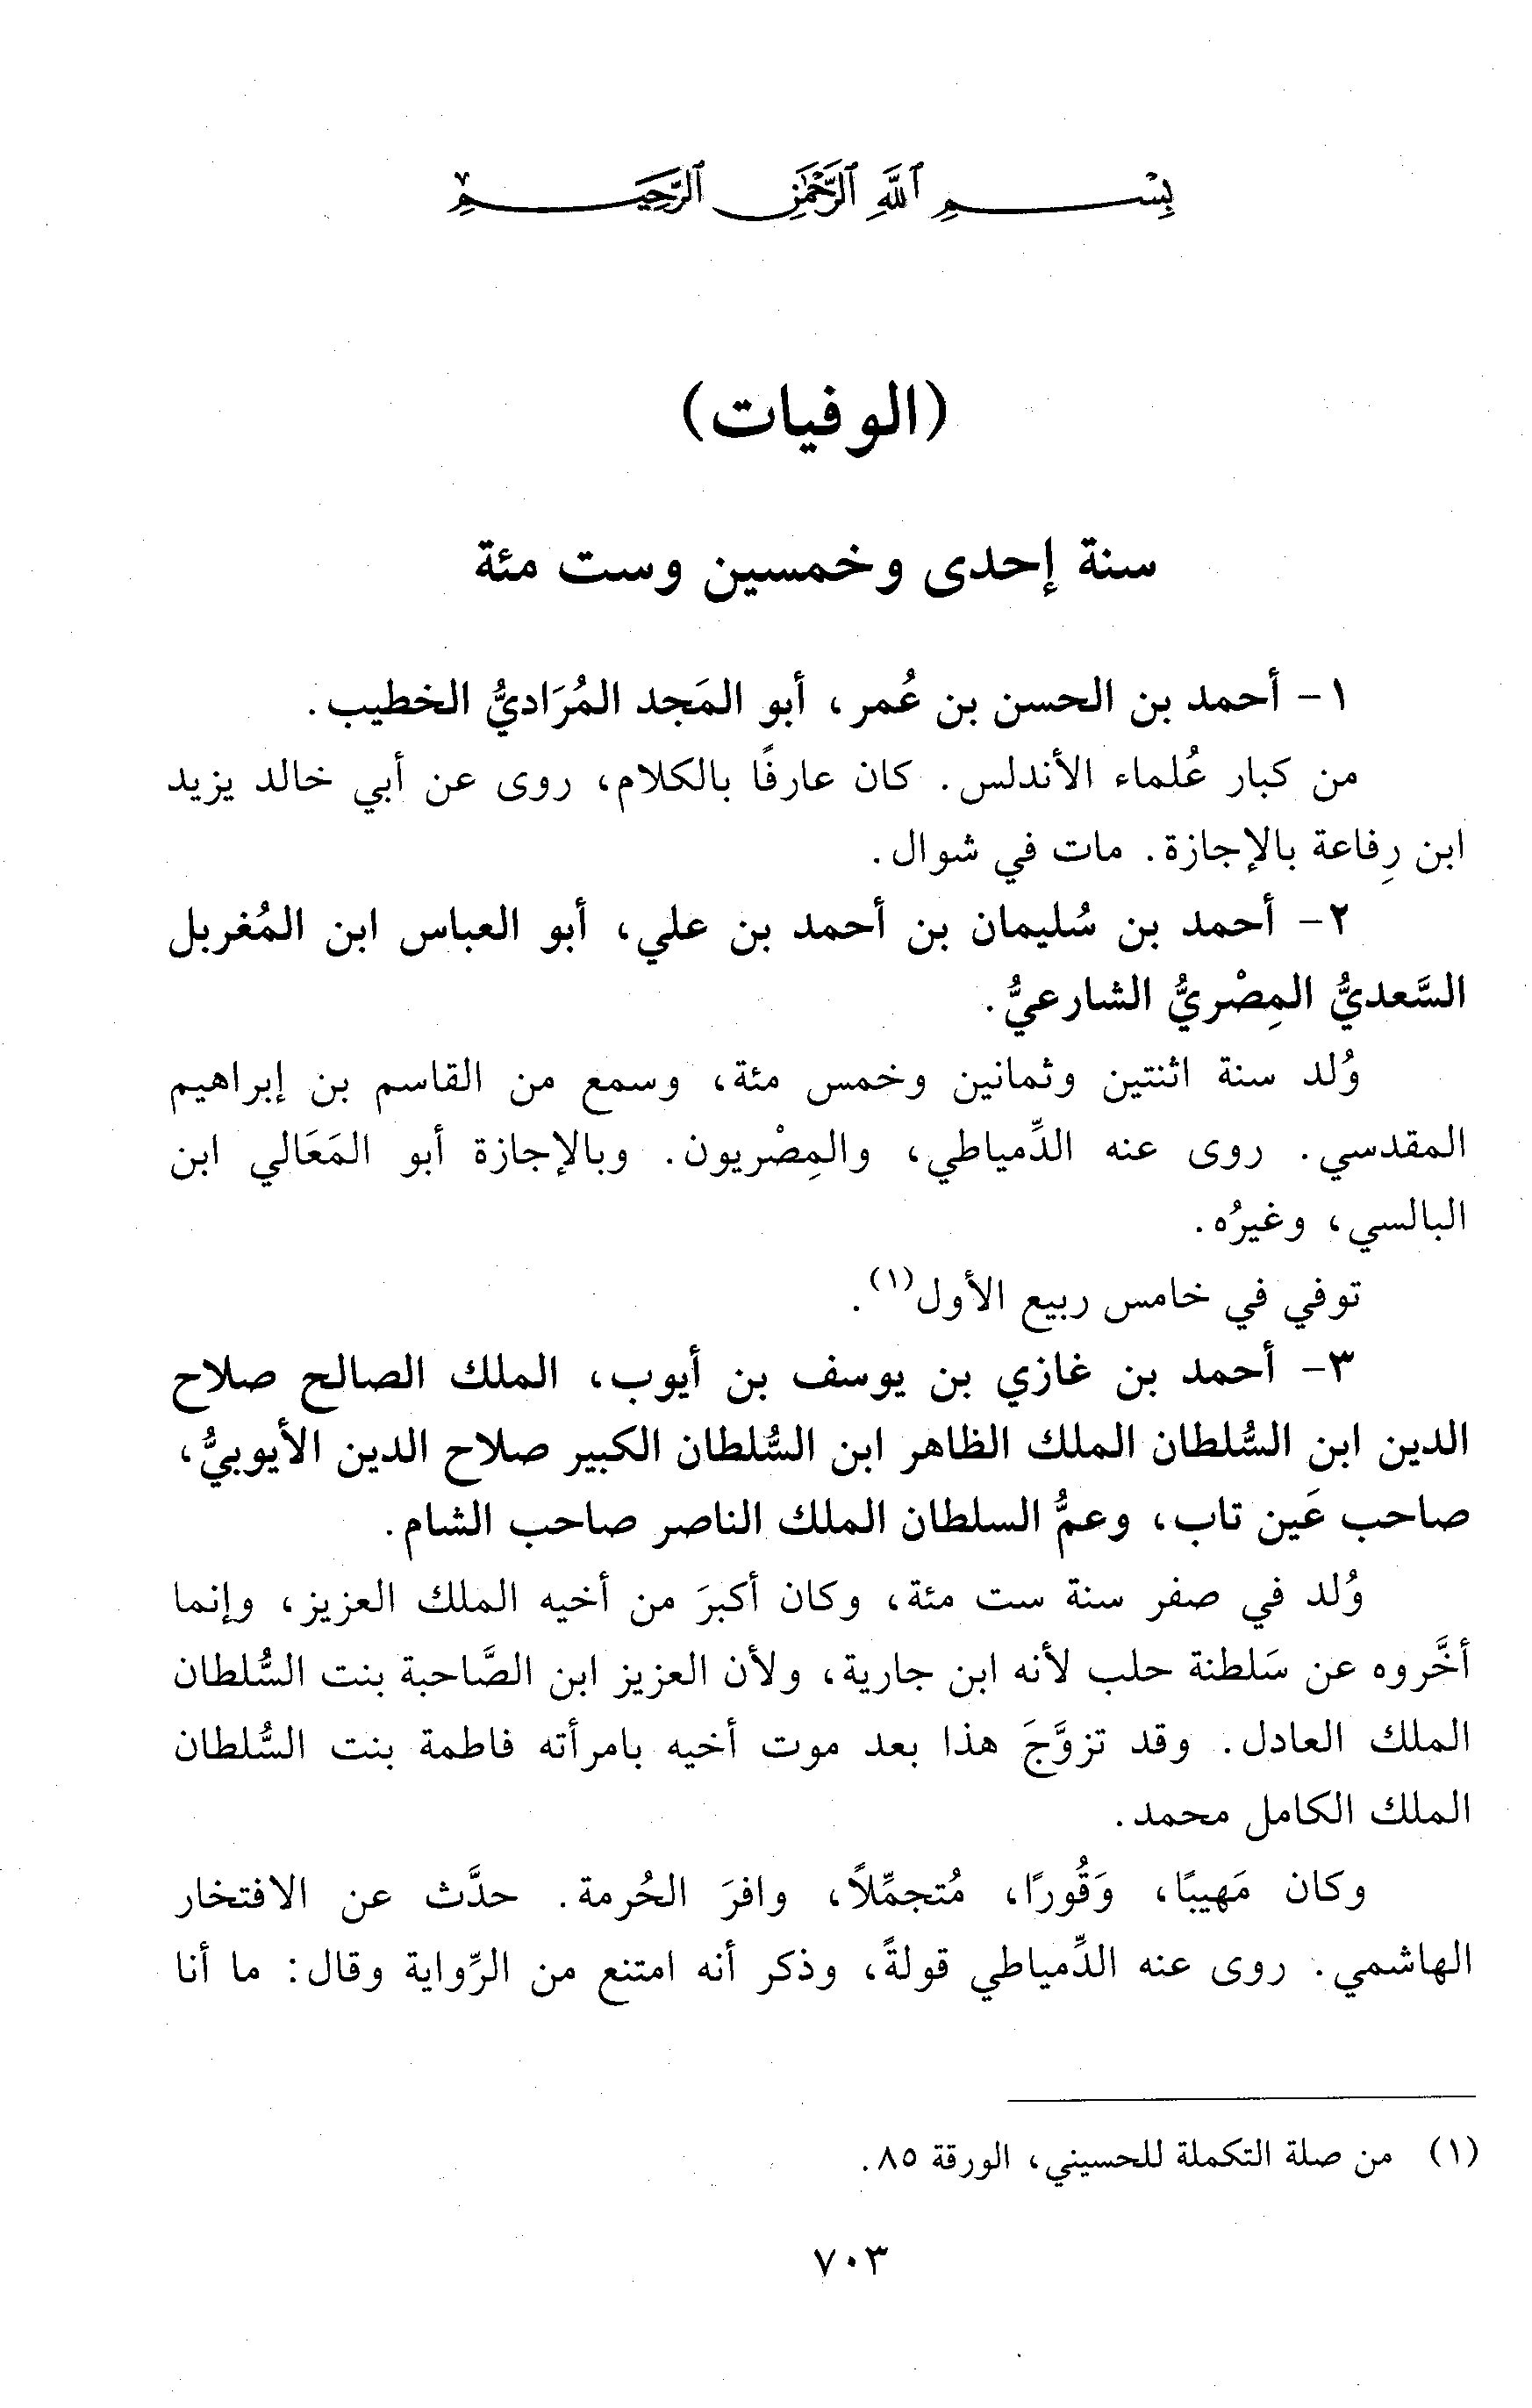 بِسْمِ ٱللَّهِ ٱلرَّحْمَٰنِ ٱلرَّحِيمِ
(الوفيات)
سنة إحدى وخمسين وست مئة
١- أحمد بن الحسن بن عُمر، أبو المَجد المُرَاديُّ الخطيب.
من كبار عُلماء الأندلس. كان عارفًا بالكلام، روى عن أبي خالد يزيد
ابن رِفاعة بالإجازة. مات في شوال.
٢- أحمد بن سُليمان بن أحمد بن علي، أبو العباس ابن المُغربل
السَّعديُّ المِصْريُّ الشارعيُّ.
وُلد سنة اثنتين وثمانين وخمس مئة، وسمع من القاسم بن إبراهيم
المقدسي. روى عنه الدِّمياطي، والمِصْريون. وبالإجازة أبو المَعَالي ابن
البالسي، وغيرُه.
توفي في خامس ربيع الأول(١).
٣- أحمد بن غازي بن يوسف بن أيوب، الملك الصالح صلاح
الدين ابن السُّلطان الملك الظاهر ابن السُّلطان الكبير صلاح الدين الأيوبيُّ،
صاحب عَين تاب، وعمُّ السلطان الملك الناصر صاحب الشام.
وُلد في صفر سنة ست مئة، وكان أكبرَ من أخيه الملك العزيز، وإنما
أخَّروه عن سَلطنة حلب لأنه ابن جارية، ولأن العزيز ابن الصَّاحبة بنت السُّلطان
الملك العادل. وقد تزوَّجَ هذا بعد موت أخيه بامرأته فاطمة بنت السُّلطان
الملك الكامل محمد.
وكان مَهيبًا، وَقُورًا، مُتجمِّلاً، وافرَ الحُرمة. حدَّث عن الافتخار
الهاشمي. روى عنه الدِّمياطي قولةً، وذكر أنه امتنع من الرِّواية وقال: ما أنا
(١) من صلة التكملة للحسيني، الورقة ٨٥.
٧٠٣